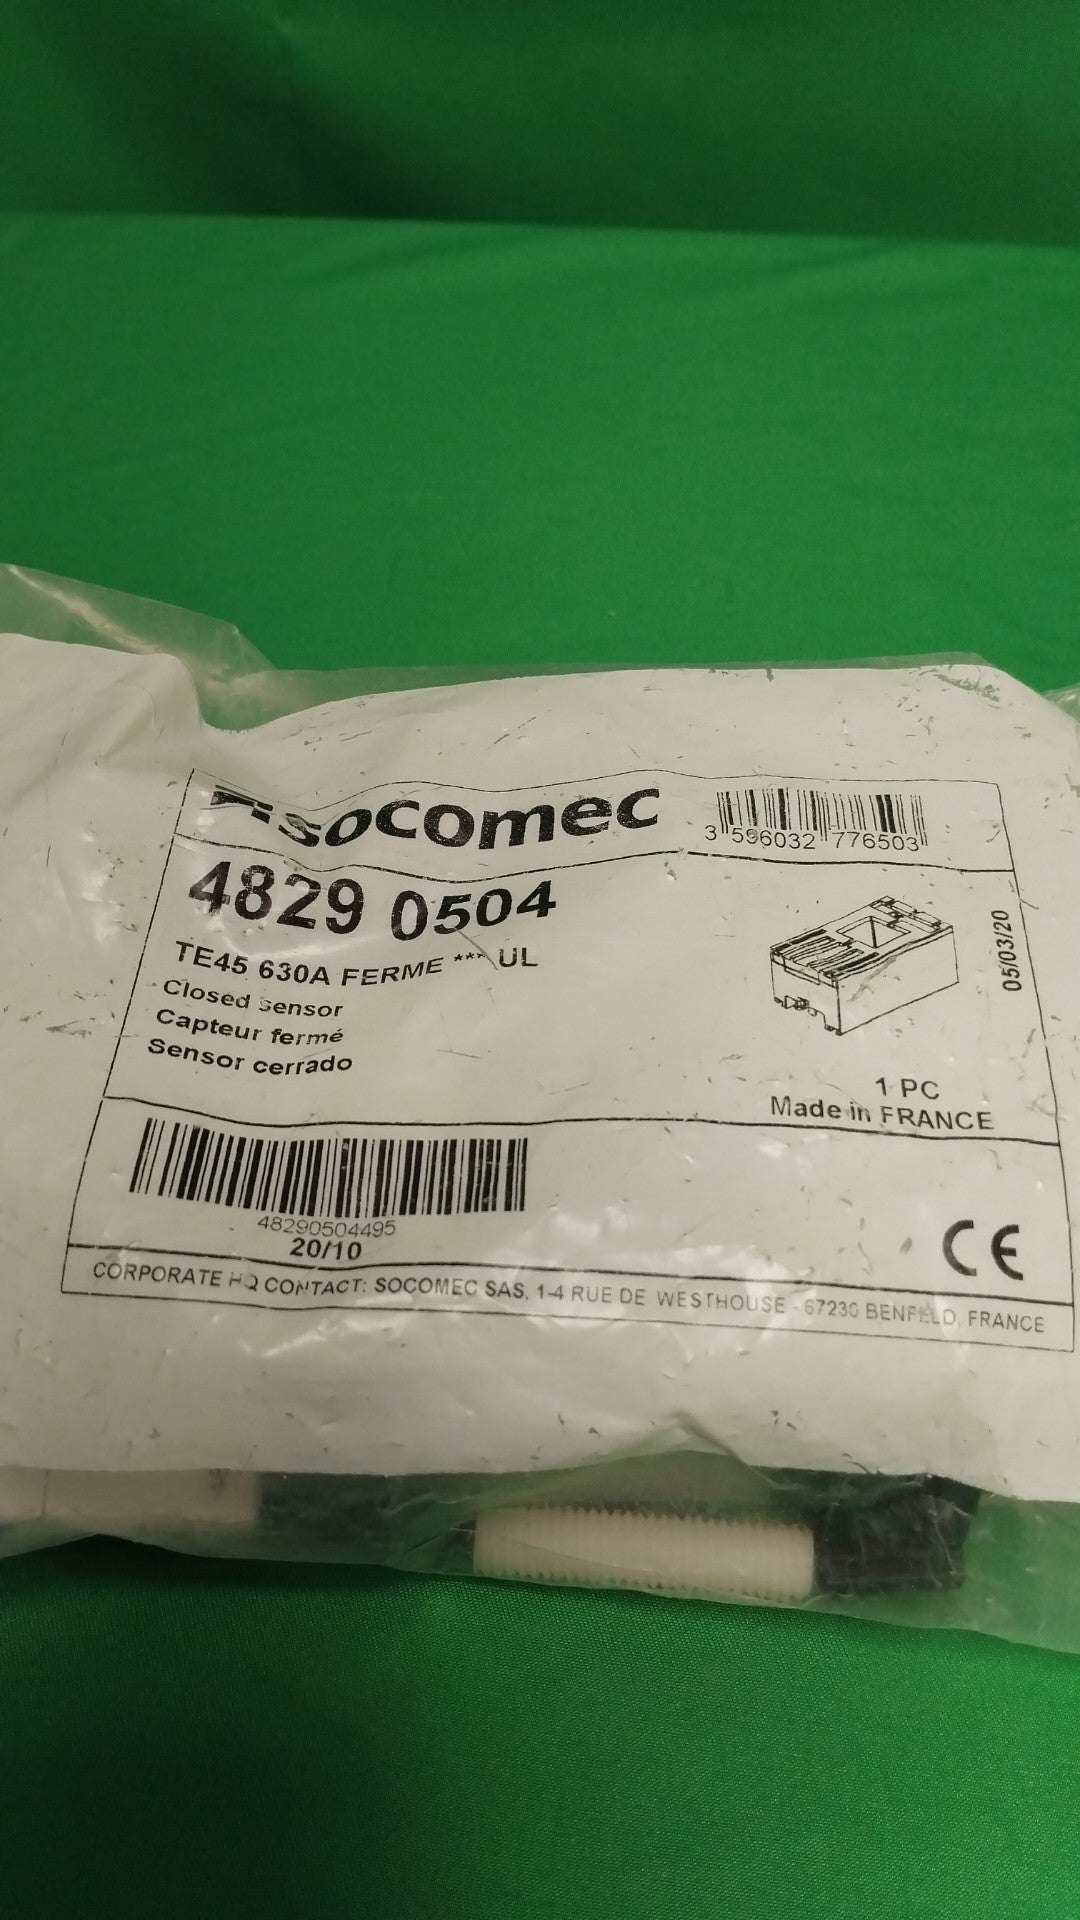 socomec
3 596032 776503
4829 0504
TE45 630A FERME *** UL
Closed sensor
Capteur fermé
Sensor cerrado
05/03/20
1 PC
Made in FRANCE
48290504495
20/10
CE
CORPORATE HQ CONTACT: SOCOMEC SAS, 1-4 RUE DE WESTHOUSE - 67230 BENFELD, FRANCE